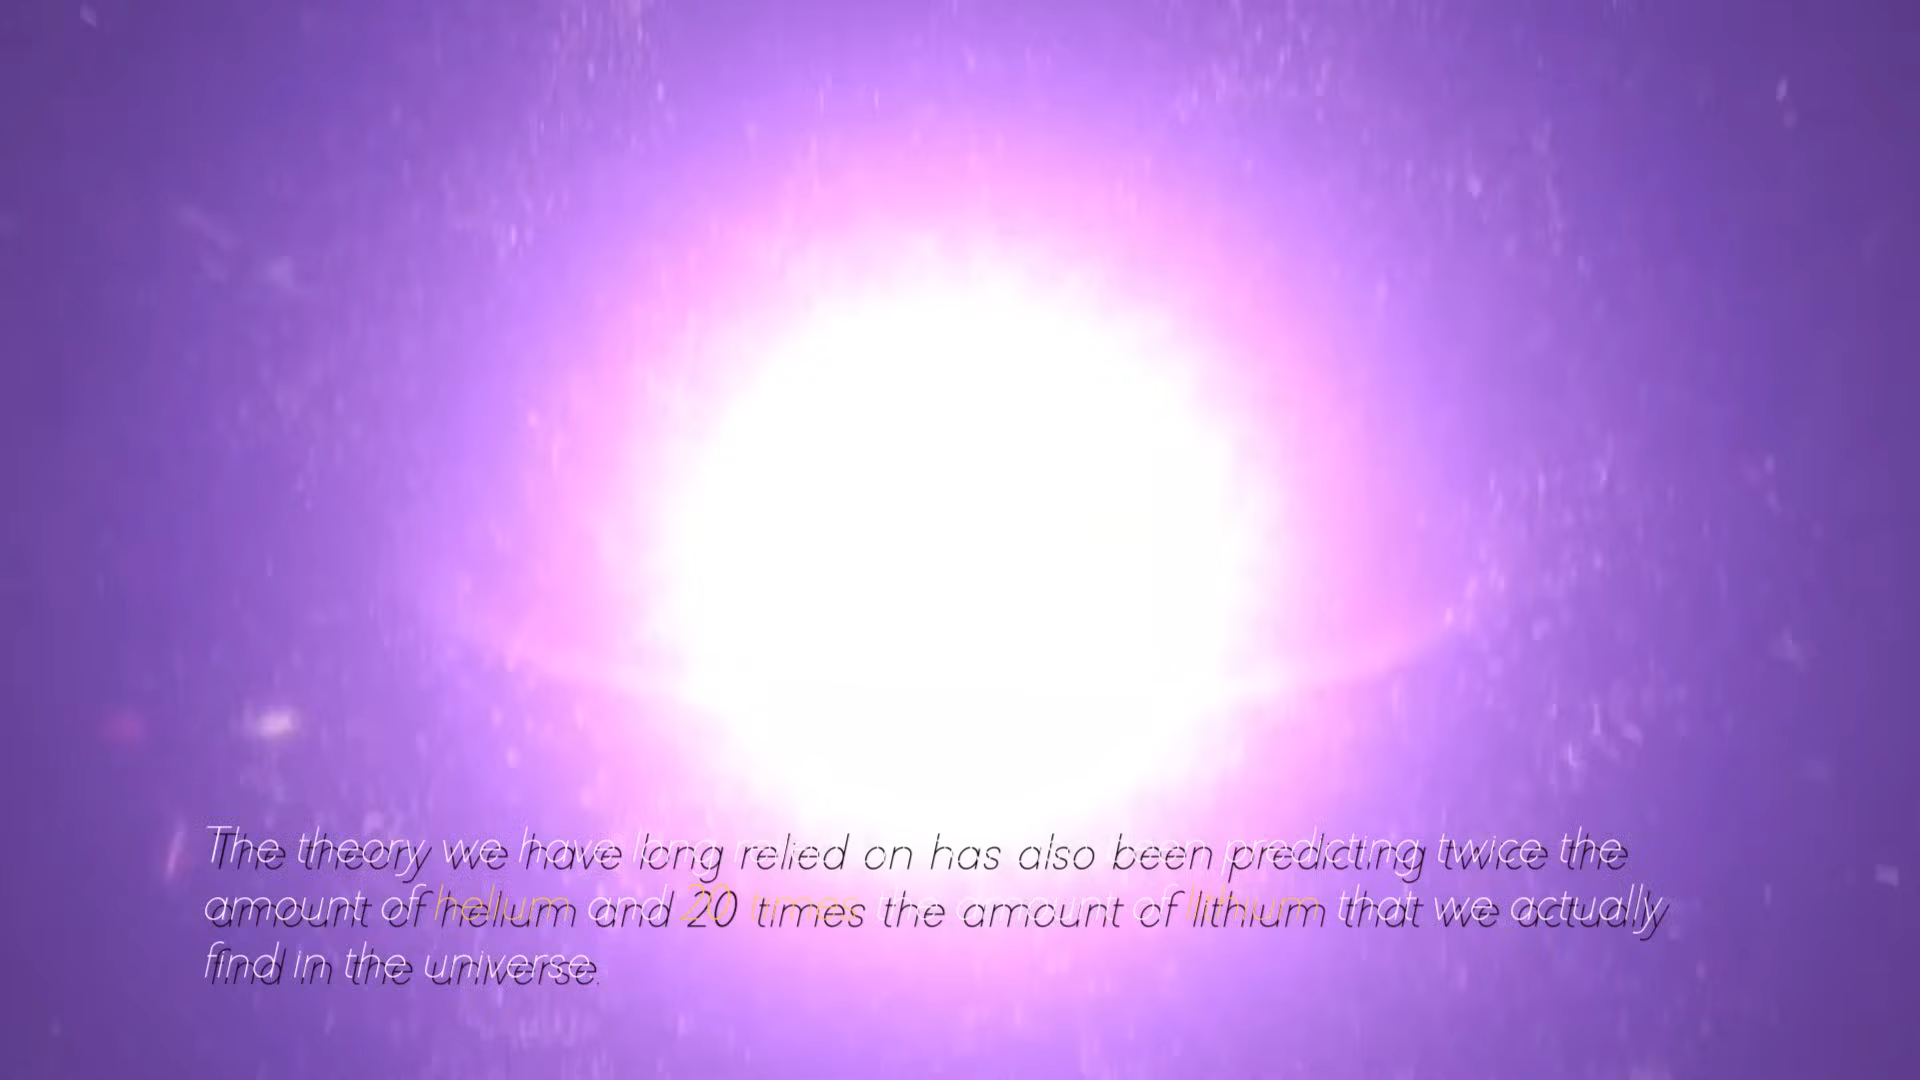 The theory we have long relied on has also been predicting twice the
amount of helium and 20 times the amount of lithium that we actually
find in the universe.